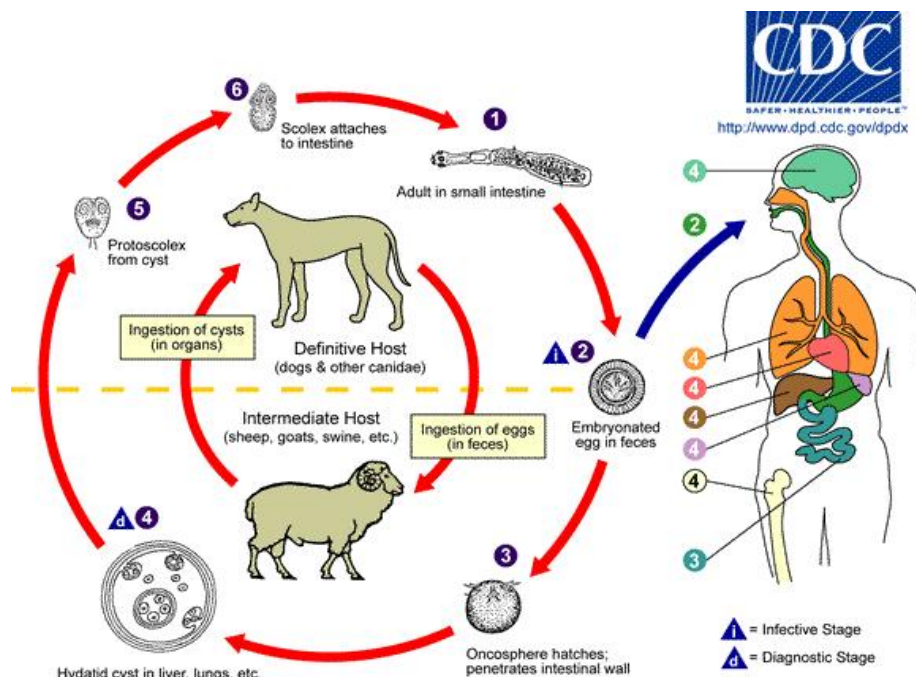 CDC
SAFER • HEALTHIER • PEOPLE™
http://www.dpd.cdc.gov/dpdx
6
Scolex attaches
to intestine
1
Adult in small intestine
5
Protoscolex
from cyst
Ingestion of cysts
(in organs)
Definitive Host
(dogs & other canidae)
i 2
Embryonated
egg in feces
Intermediate Host
(sheep, goats, swine, etc.)
Ingestion of eggs
(in feces)
d 4
Hydatid cyst in liver, lungs, etc.
3
Oncosphere hatches;
penetrates intestinal wall
4
2
4
4
4
4
4
3
i = Infective Stage
d = Diagnostic Stage